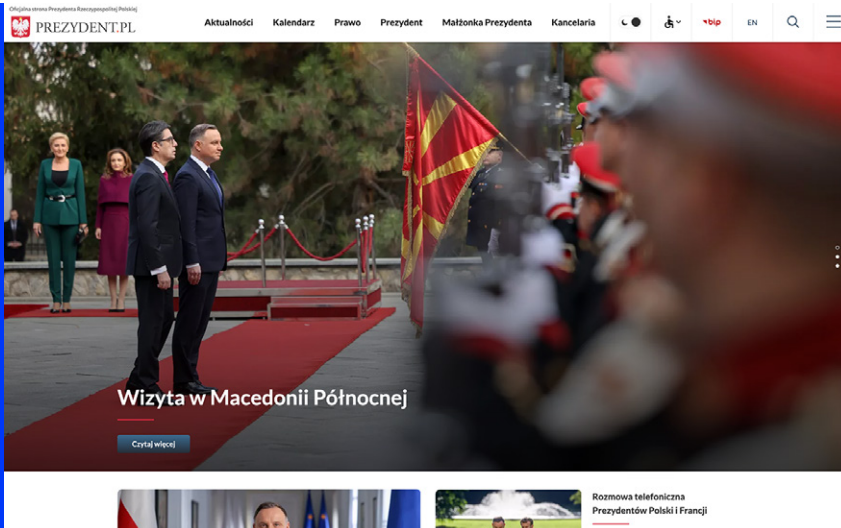 Oficjalna strona Prezydenta Rzeczypospolitej Polskiej
PREZYDENT.PL
Aktualności Kalendarz Prawo Prezydent Małżonka Prezydenta Kancelaria bip EN
Wizyta w Macedonii Północnej
Czytaj więcej
Rozmowa telefoniczna
Prezydentów Polski i Francji